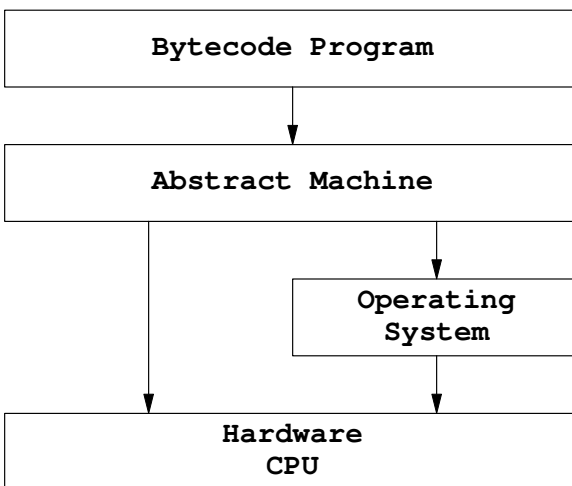 Bytecode Program
Abstract Machine
Operating
System
Hardware
CPU